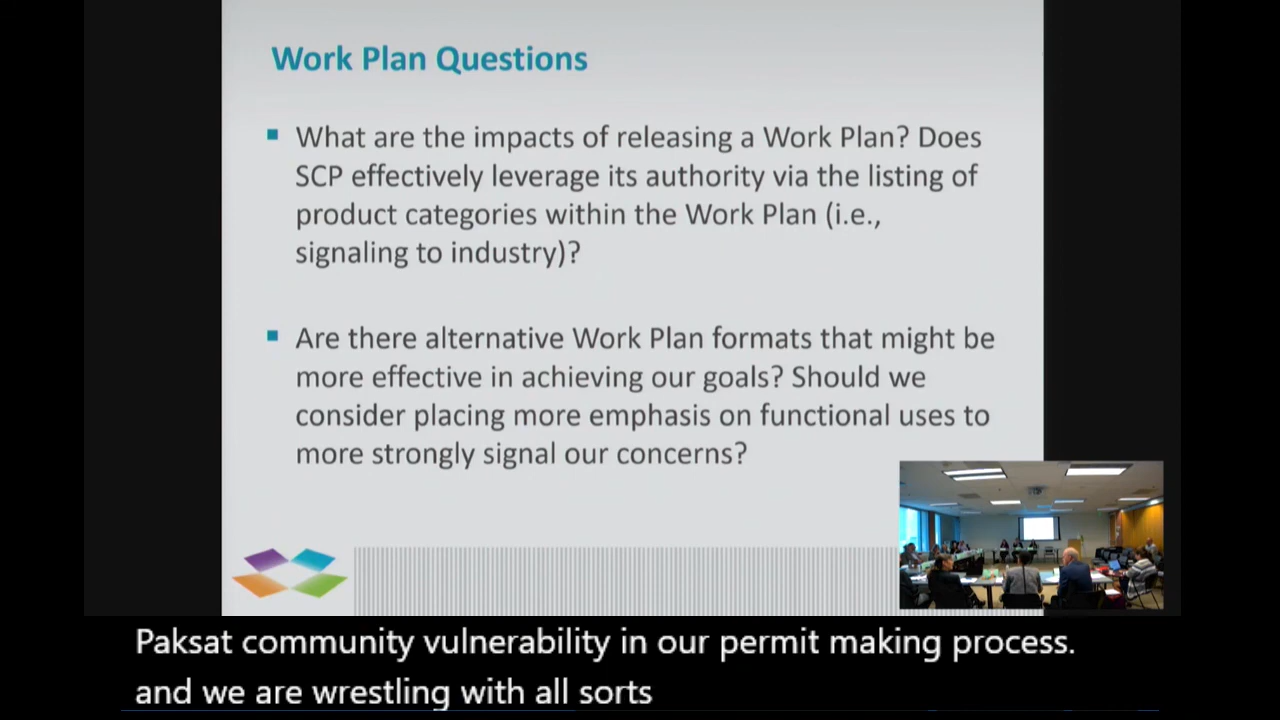 Work Plan Questions
What are the impacts of releasing a Work Plan? Does
SCP effectively leverage its authority via the listing of
product categories within the Work Plan (i.e.,
signaling to industry)?
Are there alternative Work Plan formats that might be
more effective in achieving our goals? Should we
consider placing more emphasis on functional uses to
more strongly signal our concerns?
Paksat community vulnerability in our permit making process.
and we are wrestling with all sorts